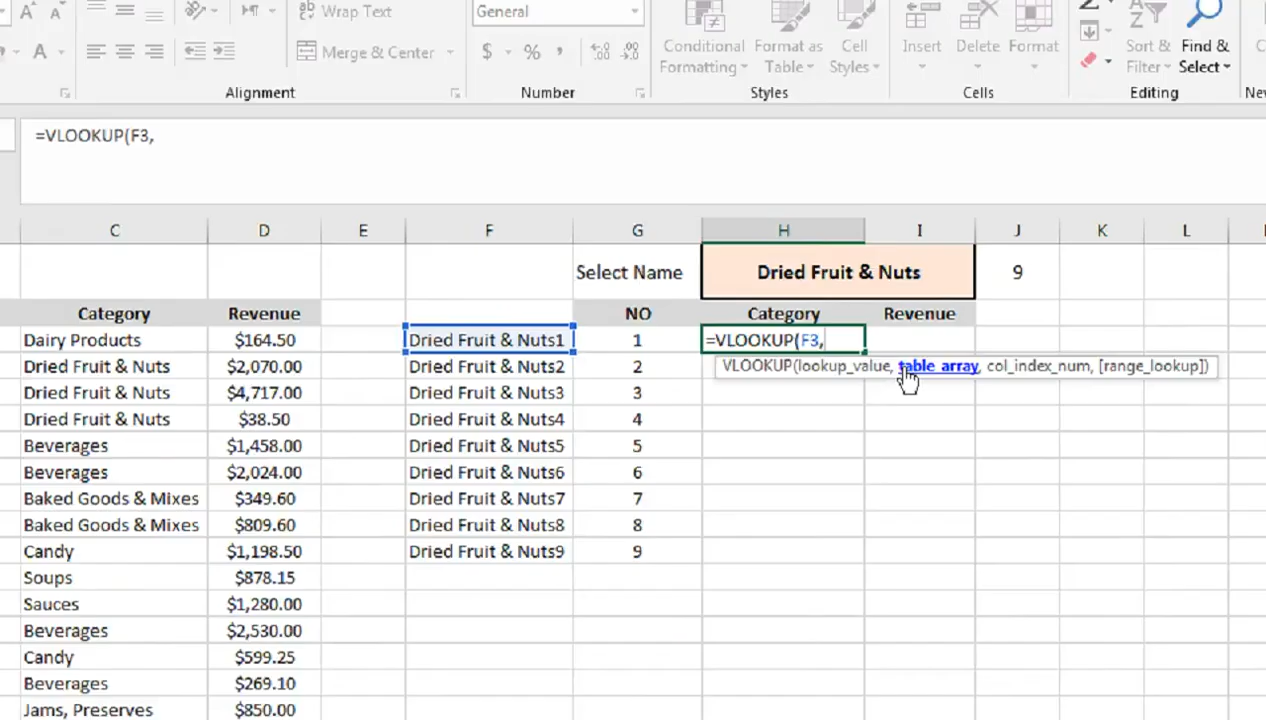 A A Wrap Text General Conditional Format as Cell Insert Delete Format Sort & Find &
A Merge & Center $ % , Formatting Table Styles Filter Select
Alignment Number Styles Cells Editing
=VLOOKUP(F3,
C D E F G H I J K L
Select Name Dried Fruit & Nuts 9
Category Revenue NO Category Revenue
Dairy Products $164.50 Dried Fruit & Nuts1 1 =VLOOKUP(F3,
Dried Fruit & Nuts $2,070.00 Dried Fruit & Nuts2 2 VLOOKUP(lookup_value, table_array, col_index_num, [range_lookup])
Dried Fruit & Nuts $4,717.00 Dried Fruit & Nuts3 3
Dried Fruit & Nuts $38.50 Dried Fruit & Nuts4 4
Beverages $1,458.00 Dried Fruit & Nuts5 5
Beverages $2,024.00 Dried Fruit & Nuts6 6
Baked Goods & Mixes $349.60 Dried Fruit & Nuts7 7
Baked Goods & Mixes $809.60 Dried Fruit & Nuts8 8
Candy $1,198.50 Dried Fruit & Nuts9 9
Soups $878.15
Sauces $1,280.00
Beverages $2,530.00
Candy $599.25
Beverages $269.10
Jams, Preserves $850.00